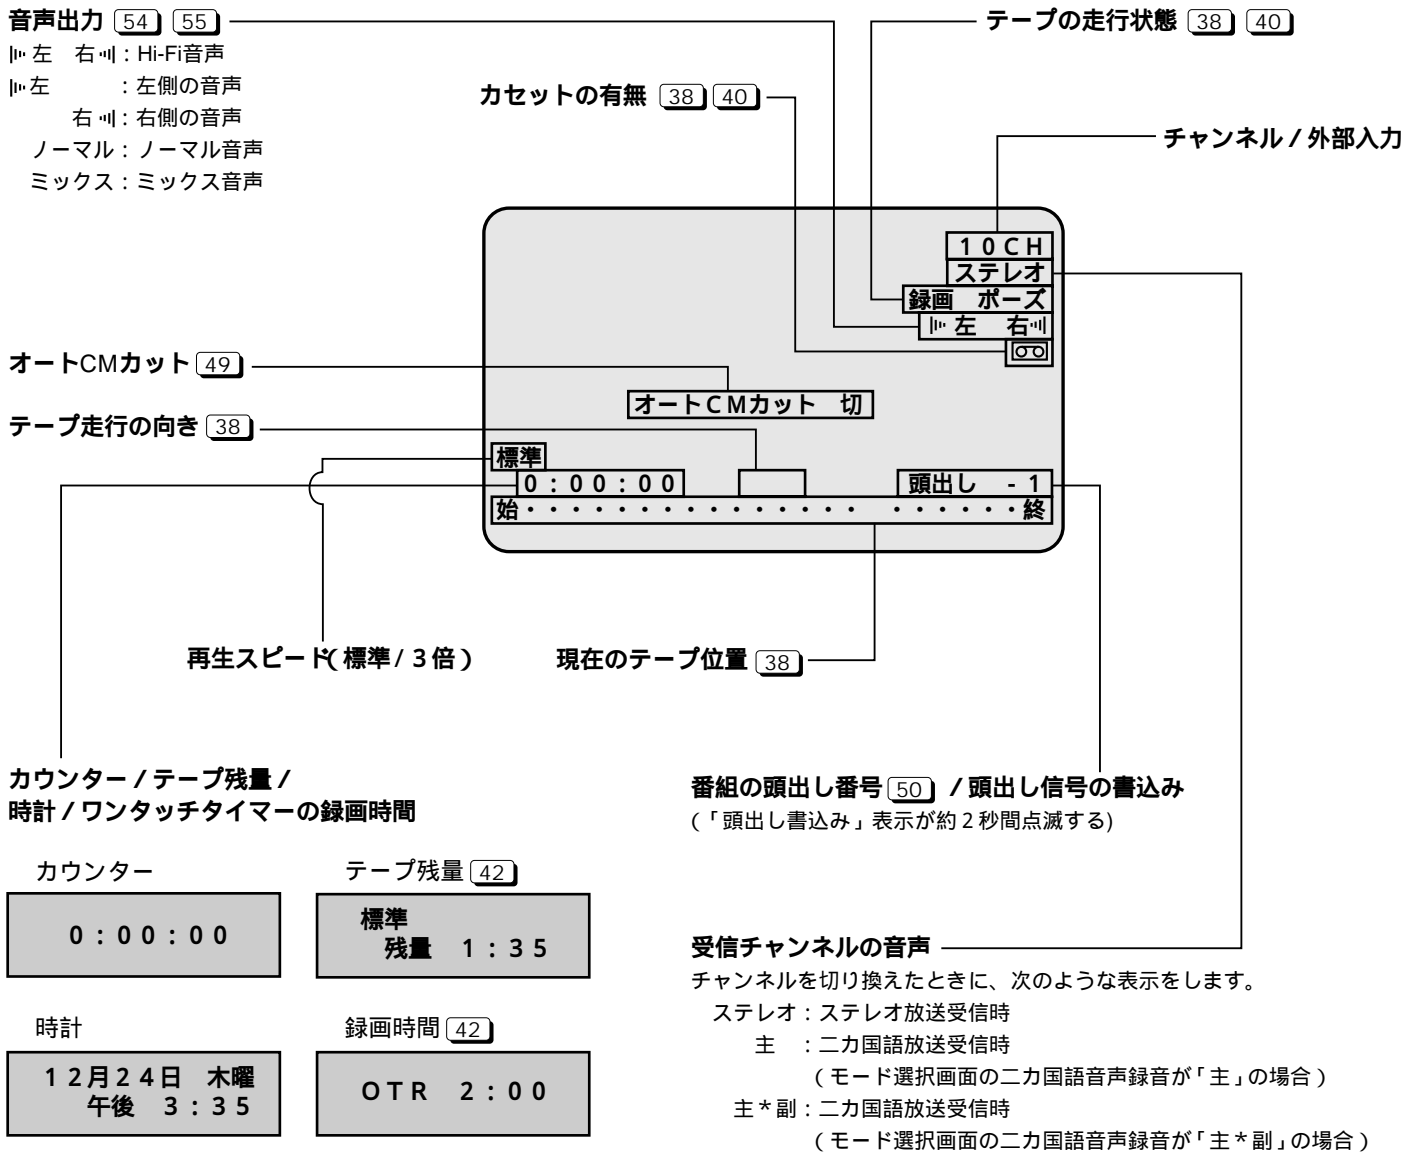 音声出力 54 55
左 右 : Hi-Fi音声
左 : 左側の音声
右 : 右側の音声
ノーマル : ノーマル音声
ミックス : ミックス音声
テープの走行状態 38 40
カセットの有無 38 40
チャンネル / 外部入力
10CH
ステレオ
録画 ポーズ
左 右
オートCMカット 49
オートCMカット 切
テープ走行の向き 38
標準
0:00:00
頭出し -1
始・・・・・・・・・・・・・・・ ・・・・・・終
再生スピード(標準/3倍)
現在のテープ位置 38
カウンター / テープ残量 /
時計 / ワンタッチタイマーの録画時間
番組の頭出し番号 50 / 頭出し信号の書込み
(「頭出し書込み」表示が約2秒間点滅する)
カウンター
0:00:00
テープ残量 42
標準
残量 1:35
時計
12月24日 木曜
午後 3:35
録画時間 42
OTR 2:00
受信チャンネルの音声
チャンネルを切り換えたときに、次のような表示をします。
ステレオ : ステレオ放送受信時
主 : 二カ国語放送受信時
(モード選択画面の二カ国語音声録音が「主」の場合)
主*副 : 二カ国語放送受信時
(モード選択画面の二カ国語音声録音が「主*副」の場合)